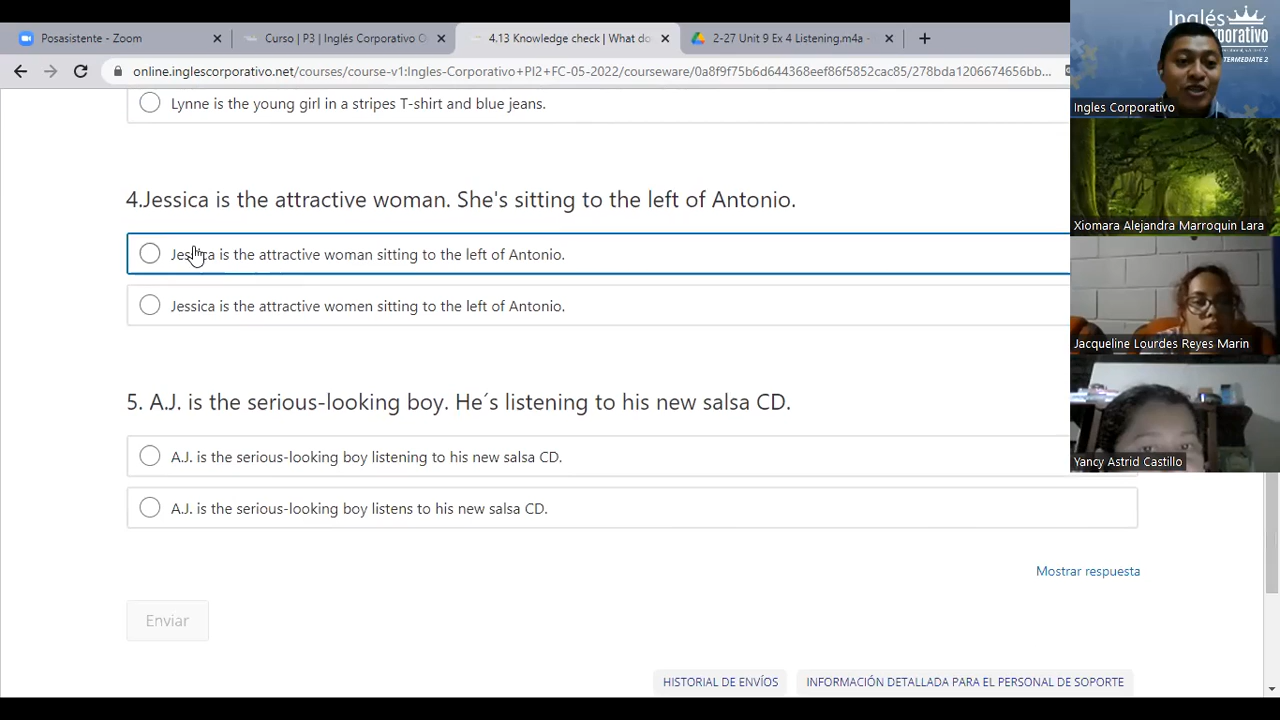 Posasistente - Zoom
Curso | P3 | Inglés Corporativo O
4.13 Knowledge check | What do
2-27 Unit 9 Ex 4 Listening.m4a -
online.inglescorporativo.net/courses/course-v1:Ingles-Corporativo+PI2+FC-05-2022/courseware/0a8f9f75b6d644368eef86f5852cac85/278bda1206674656bb...
Inglés
TERMEDIATE 2
Ingles Corporativo
Lynne is the young girl in a stripes T-shirt and blue jeans.
4.Jessica is the attractive woman. She's sitting to the left of Antonio.
Jessica is the attractive woman sitting to the left of Antonio.
Jessica is the attractive women sitting to the left of Antonio.
5. A.J. is the serious-looking boy. He´s listening to his new salsa CD.
A.J. is the serious-looking boy listening to his new salsa CD.
A.J. is the serious-looking boy listens to his new salsa CD.
Mostrar respuesta
Enviar
HISTORIAL DE ENVÍOS
INFORMACIÓN DETALLADA PARA EL PERSONAL DE SOPORTE
Xiomara Alejandra Marroquin Lara
Jacqueline Lourdes Reyes Marin
Yancy Astrid Castillo